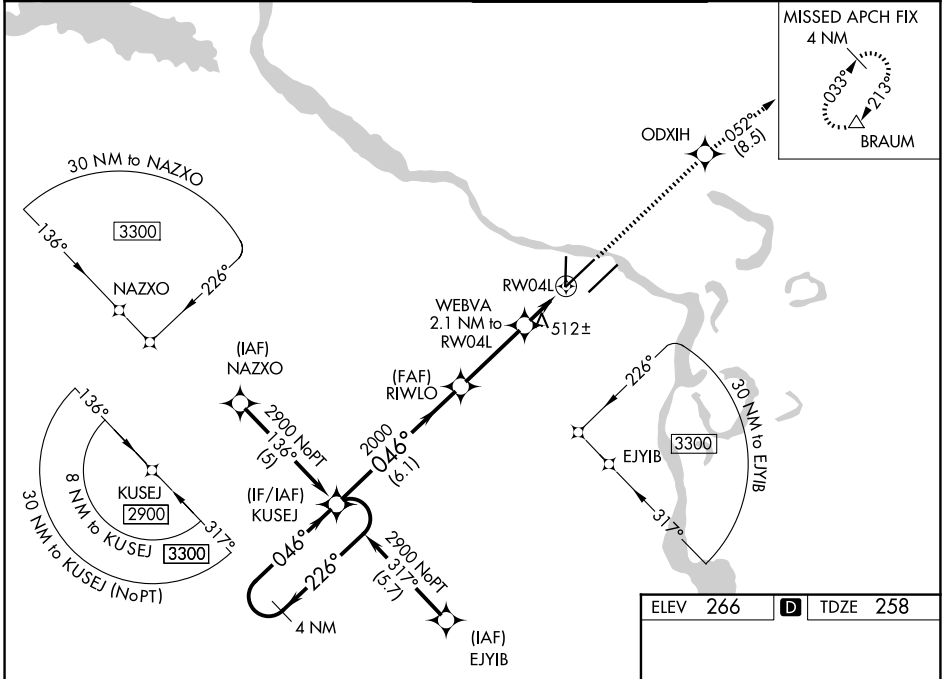 MISSED APCH FIX
4 NM
033°
213°
BRAUM
ODXIH
052°
(8.5)
30 NM to NAZXO
3300
136°
226°
NAZXO
RW04L
WEBVA
2.1 NM to
RW04L
512±
(IAF)
NAZXO
(FAF)
RIWLO
2900 NoPT
136°
(5)
2000
046°
(6.1)
226°
30 NM to EJYIB
3300
EJYIB
317°
136°
KUSEJ
2900
8 NM to KUSEJ
3300
317°
30 NM to KUSEJ (NoPT)
(IF/IAF)
KUSEJ
046°
226°
4 NM
2900 NoPT
317°
(5.7)
(IAF)
EJYIB
ELEV 266 D TDZE 258